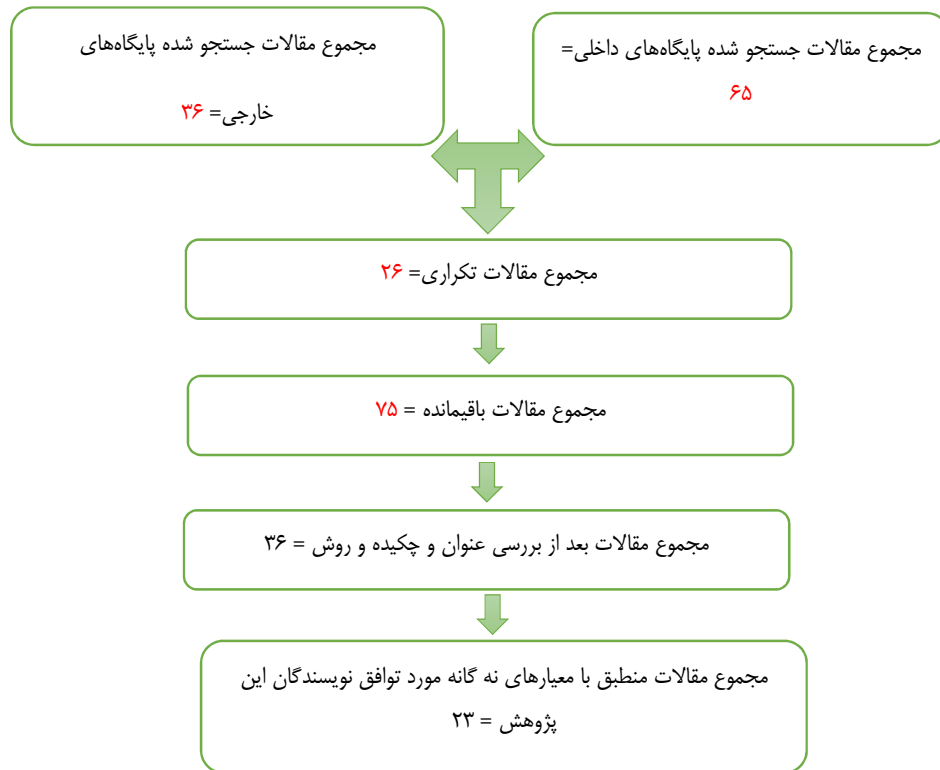 مجموع مقالات جستجو شده پایگاه‌های داخلی=
۶۵
مجموع مقالات جستجو شده پایگاه‌های
خارجی= ۳۶
مجموع مقالات تکراری= ۲۶
مجموع مقالات باقیمانده = ۷۵
مجموع مقالات بعد از بررسی عنوان و چکیده و روش = ۳۶
مجموع مقالات منطبق با معیارهای نه گانه مورد توافق نویسندگان این
پژوهش = ۲۳